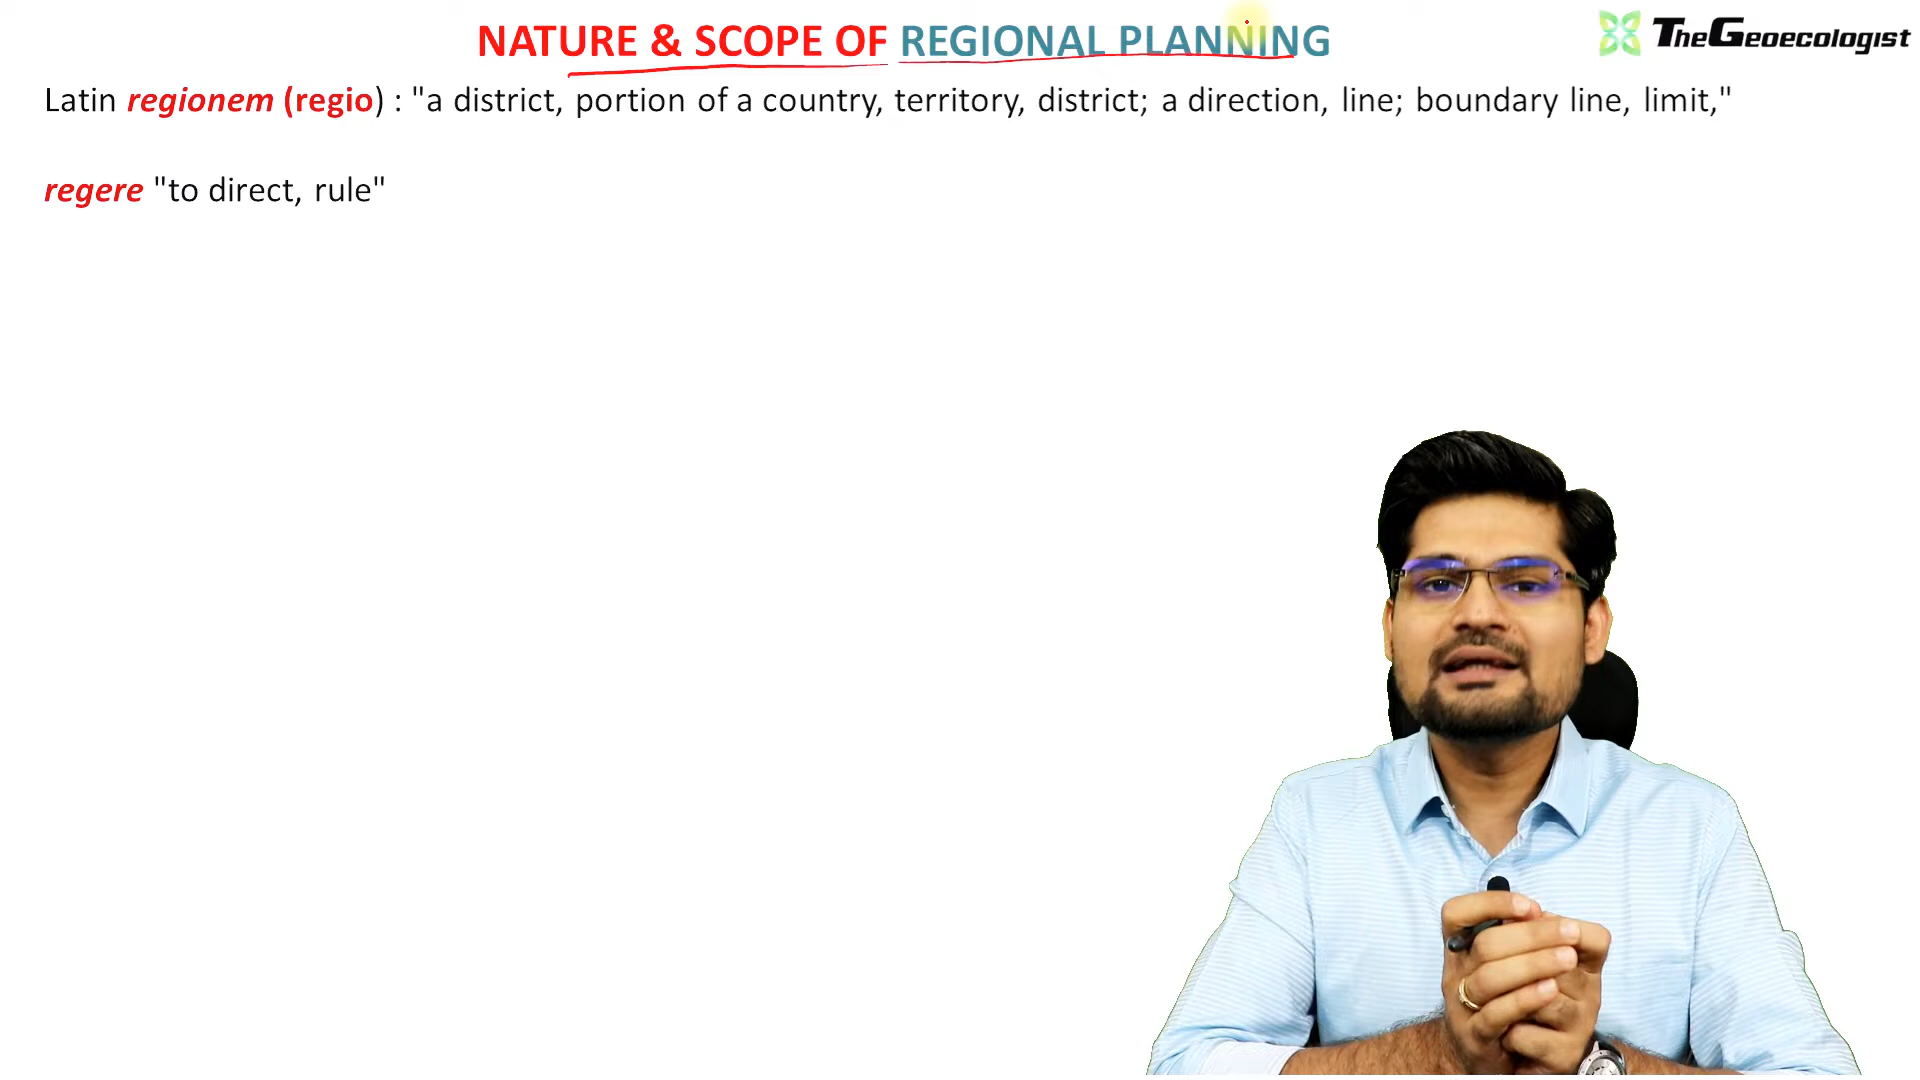 NATURE & SCOPE OF REGIONAL PLANNING
TheGeoecologist
Latin regionem (regio) : "a district, portion of a country, territory, district; a direction, line; boundary line, limit,"
regere "to direct, rule"